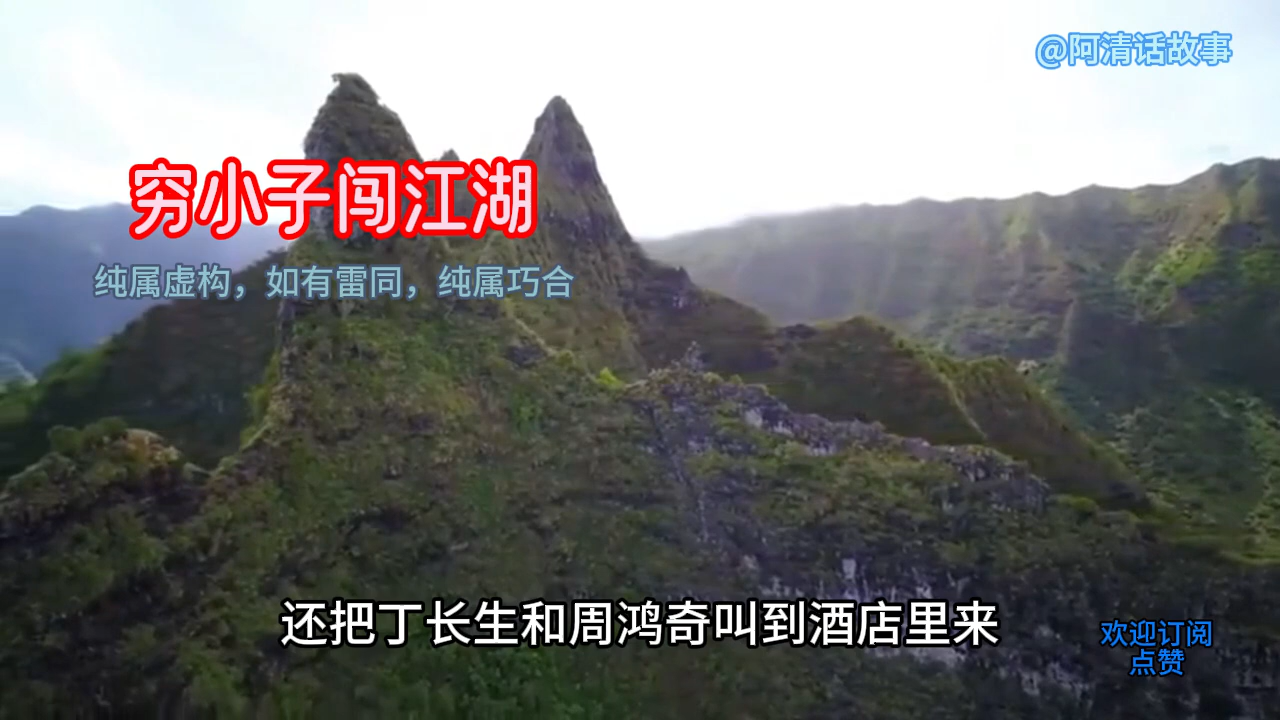 @阿清话故事
穷小子闯江湖
纯属虚构，如有雷同，纯属巧合
还把丁长生和周鸿奇叫到酒店里来
欢迎订阅
点赞